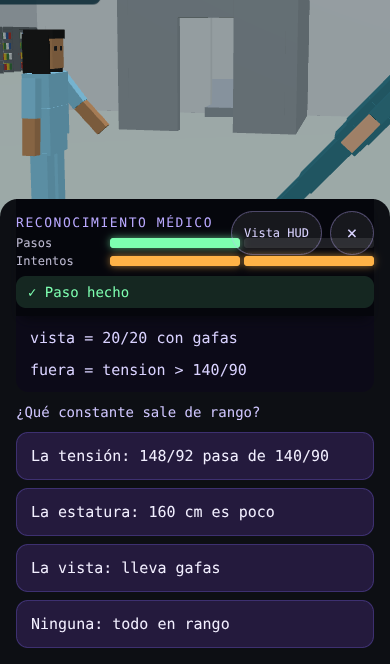 RECONOCIMIENTO MÉDICO
Vista HUD
×
Pasos
Intentos
✓ Paso hecho
vista = 20/20 con gafas
fuera = tension > 140/90
¿Qué constante sale de rango?
La tensión: 148/92 pasa de 140/90
La estatura: 160 cm es poco
La vista: lleva gafas
Ninguna: todo en rango